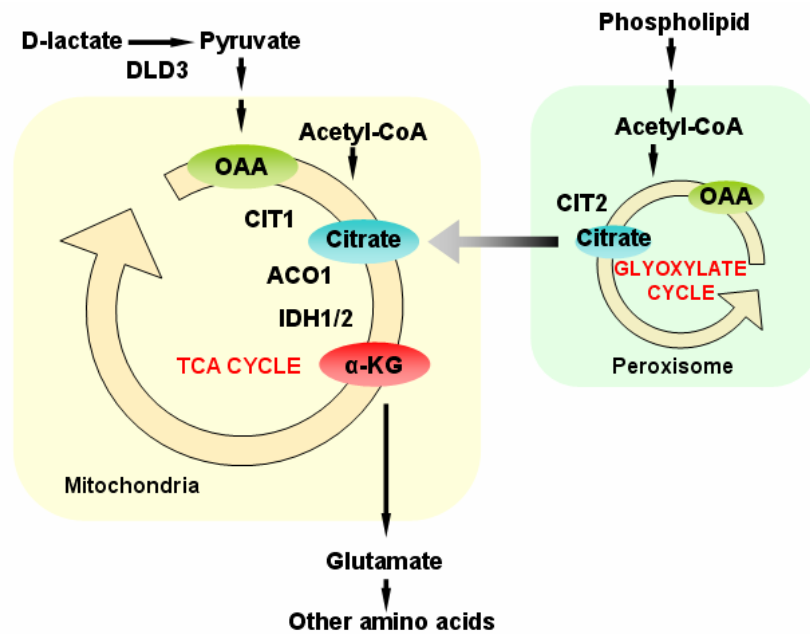 D-lactate
Pyruvate
DLD3
Phospholipid
Acetyl-CoA
Acetyl-CoA
OAA
CIT1
Citrate
ACO1
IDH1/2
TCA CYCLE
α-KG
Mitochondria
CIT2
OAA
Citrate
GLYOXYLATE
CYCLE
Peroxisome
Glutamate
Other amino acids